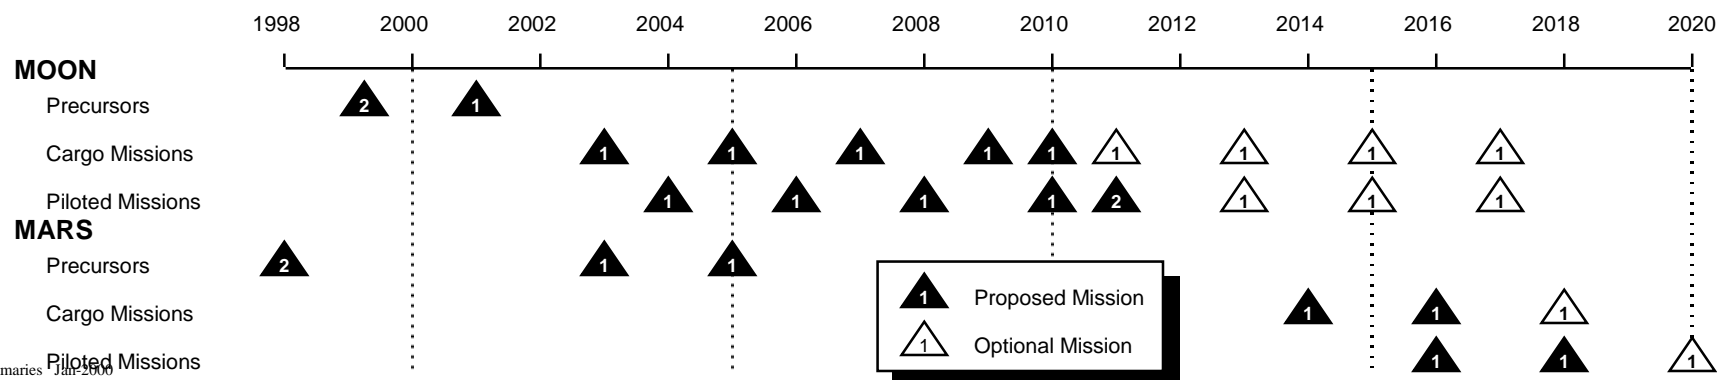 1998 2000 2002 2004 2006 2008 2010 2012 2014 2016 2018 2020
MOON
Precursors 2 1
Cargo Missions 1 1 1 1 1 1 1 1 1
Piloted Missions 1 1 1 1 2 1 1 1
MARS
Precursors 2 1 1
1 Proposed Mission
Cargo Missions 1 1 1
1 Optional Mission
Piloted Missions 1 1 1
maries Jan-2000